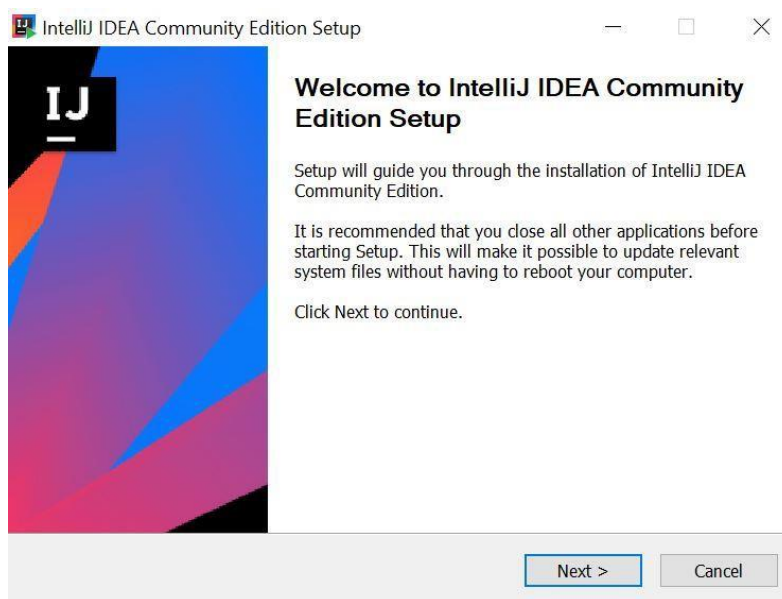 IntelliJ IDEA Community Edition Setup
IJ
Welcome to IntelliJ IDEA Community
Edition Setup
Setup will guide you through the installation of IntelliJ IDEA
Community Edition.
It is recommended that you close all other applications before
starting Setup. This will make it possible to update relevant
system files without having to reboot your computer.
Click Next to continue.
Next >
Cancel